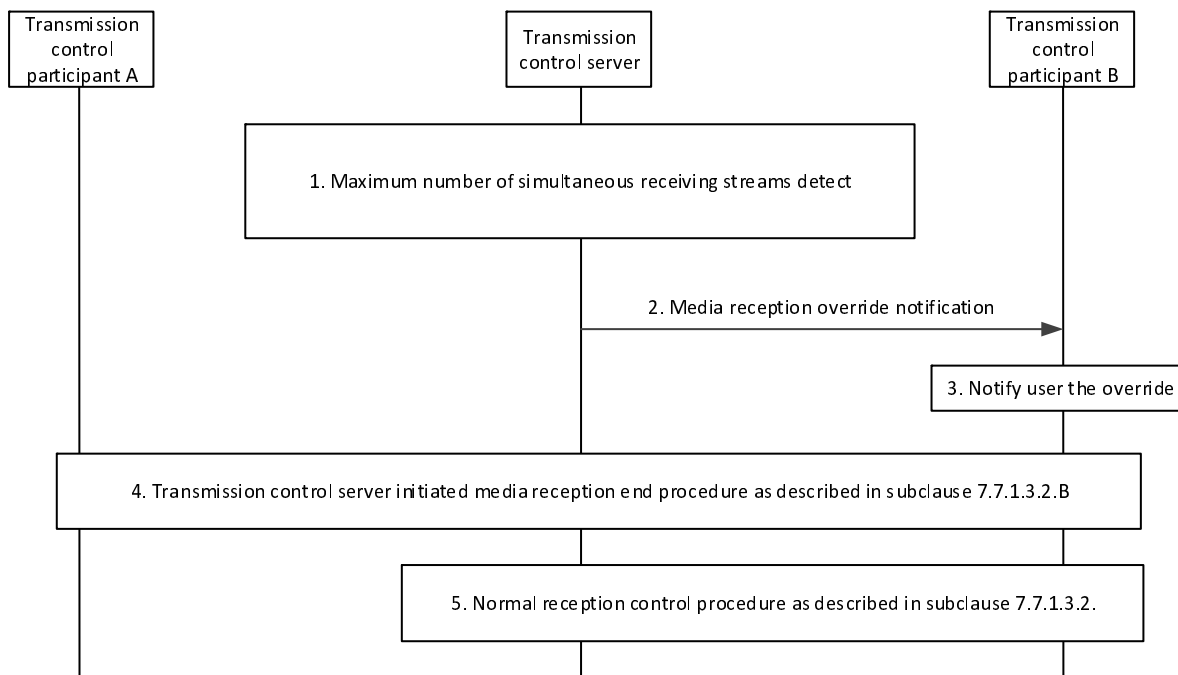 Transmission
control
participant A
Transmission
control server
Transmission
control
participant B
1. Maximum number of simultaneous receiving streams detect
2. Media reception override notification
3. Notify user the override
4. Transmission control server initiated media reception end procedure as described in subclause 7.7.1.3.2.B
5. Normal reception control procedure as described in subclause 7.7.1.3.2.